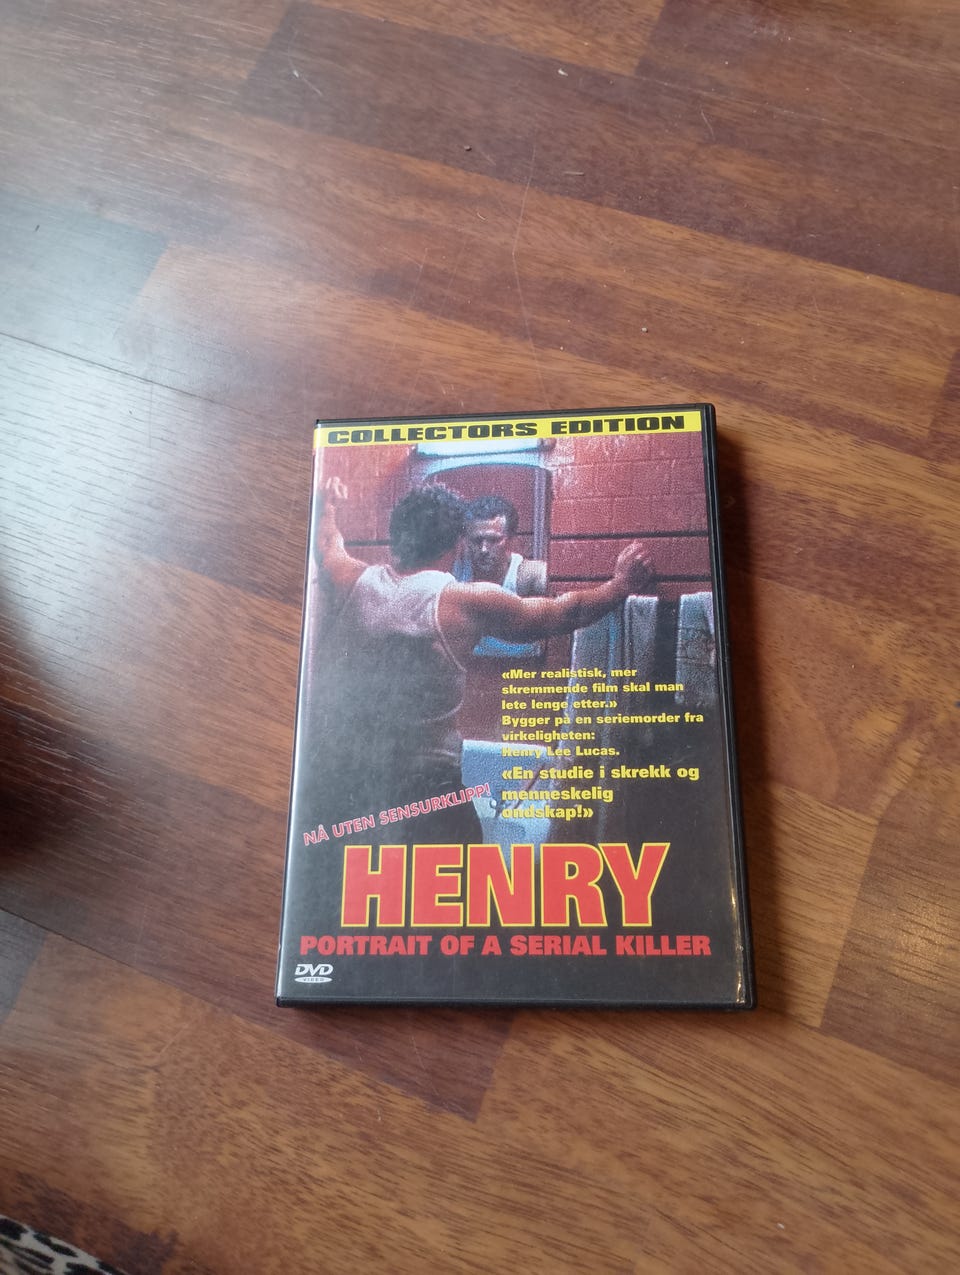 COLLECTORS EDITION
«Mer realistisk, mer
skremmende film skal man
lete lenge etter.»
Bygger på en seriemorder fra
virkeligheten:
Henry Lee Lucas.
«En studie i skrekk og
menneskelig
ondskap!»
NÅ UTEN SENSURKLIPP!
HENRY
PORTRAIT OF A SERIAL KILLER
DVD
VIDEO